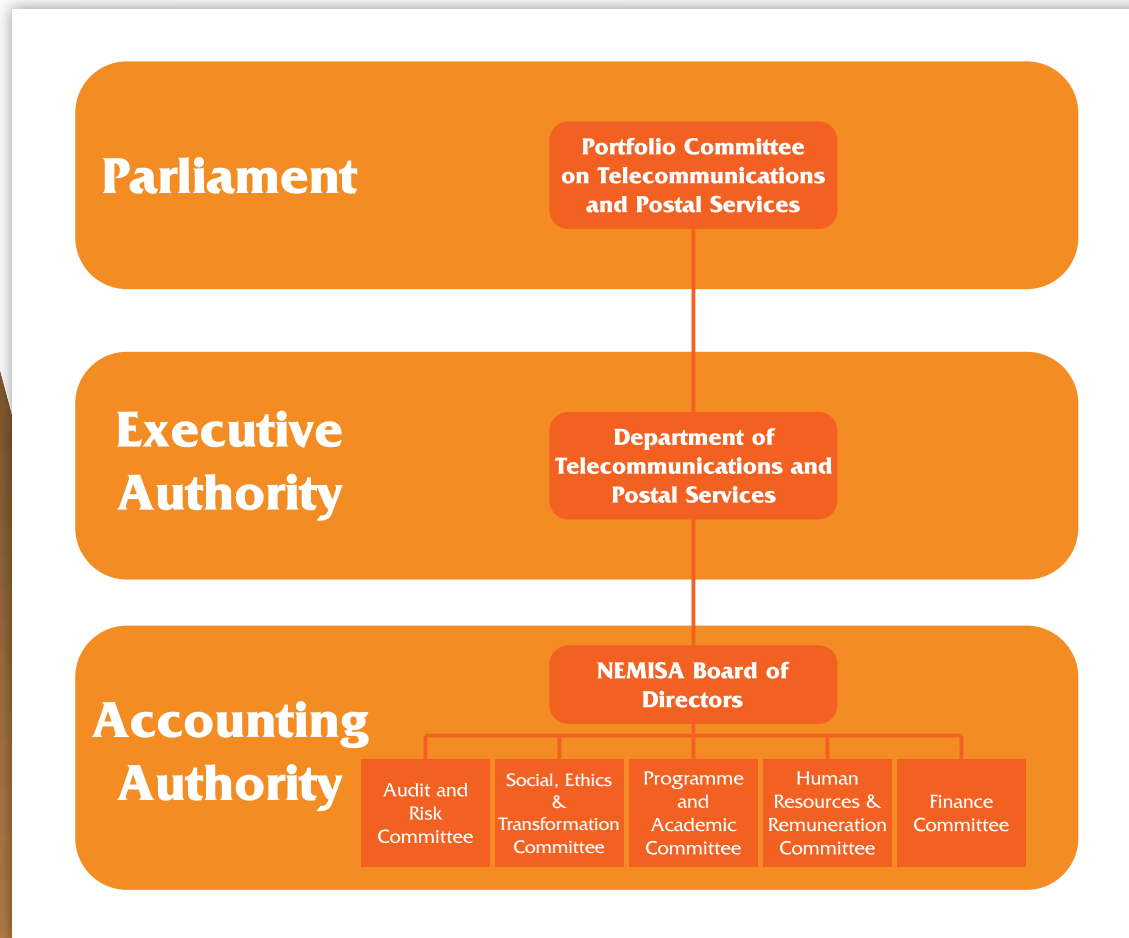 Parliament
Portfolio Committee
on Telecommunications
and Postal Services
Executive
Authority
Department of
Telecommunications and
Postal Services
Accounting
Authority
NEMISA Board of
Directors
Audit and
Risk
Committee
Social, Ethics
&
Transformation
Committee
Programme
and
Academic
Committee
Human
Resources &
Remuneration
Committee
Finance
Committee